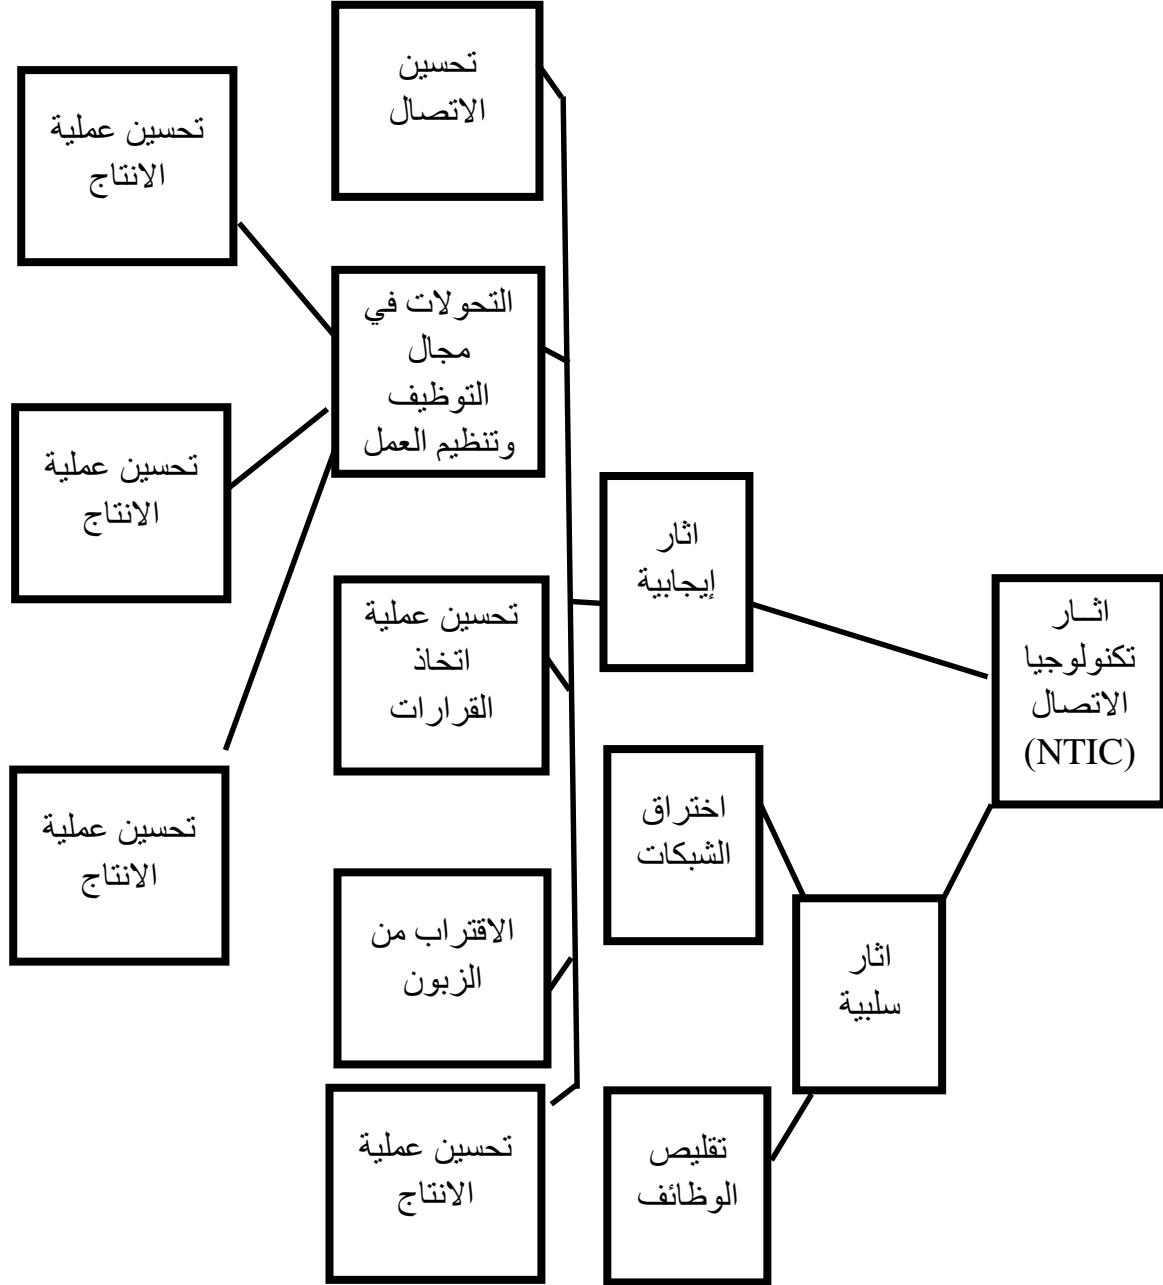 اثــار
تكنولوجيا
الاتصال
(NTIC)
اثار
إيجابية
تحسين
الاتصال
التحولات في
مجال
التوظيف
وتنظيم العمل
تحسين عملية
الانتاج
تحسين عملية
الانتاج
تحسين عملية
الانتاج
تحسين عملية
اتخاذ
القرارات
الاقتراب من
الزبون
تحسين عملية
الانتاج
اثار
سلبية
اختراق
الشبكات
تقليص
الوظائف